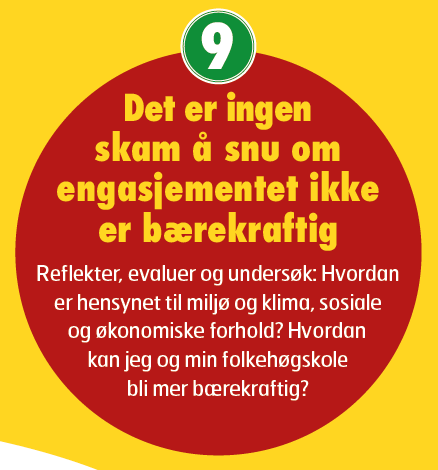 9
Det er ingen
skam å snu om
engasjementet ikke
er bærekraftig
Reflekter, evaluer og undersøk: Hvordan
er hensynet til miljø og klima, sosiale
og økonomiske forhold? Hvordan
kan jeg og min folkehøgskole
bli mer bærekraftig?